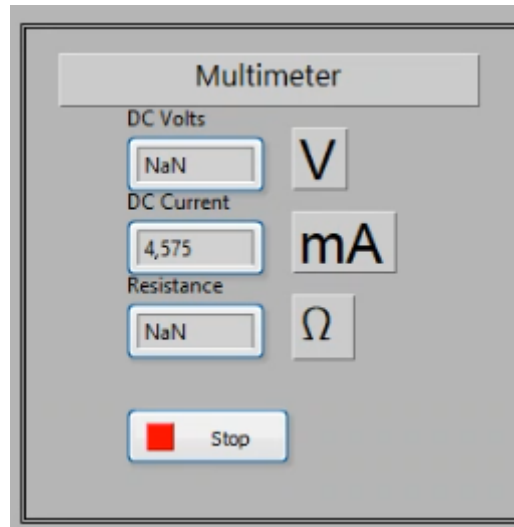 Multimeter
DC Volts
NaN V
DC Current
4,575 mA
Resistance
NaN Ω
Stop